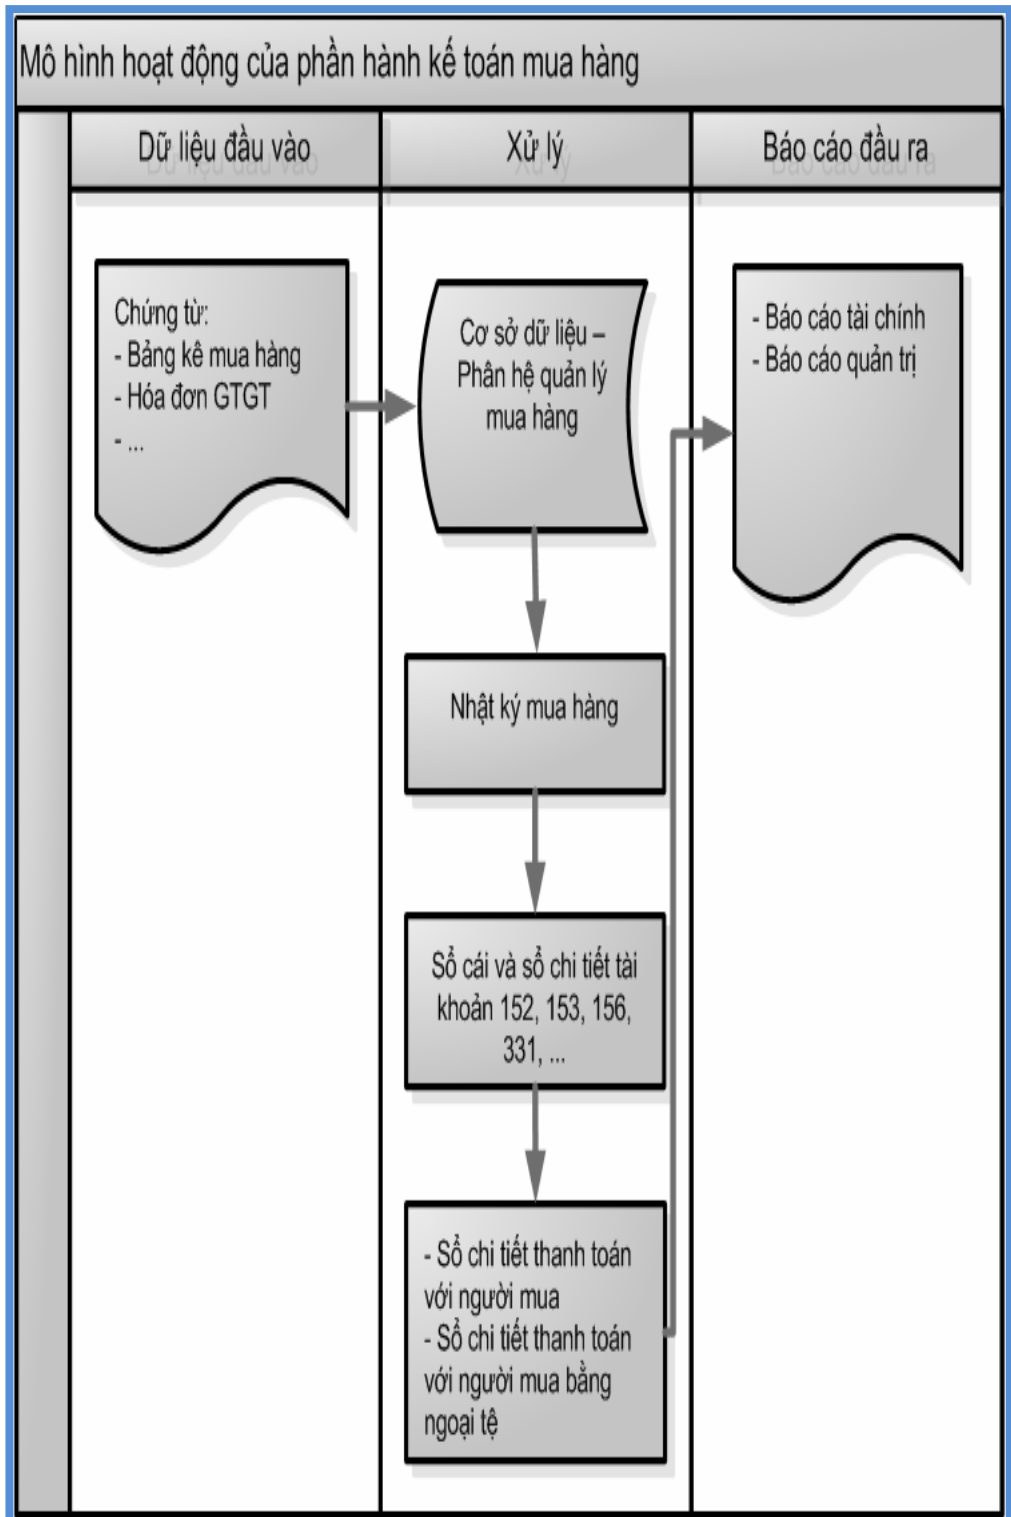 Mô hình hoạt động của phần hành kế toán mua hàng
Dữ liệu đầu vào
Xử lý
Báo cáo đầu ra
Chứng từ:
- Bảng kê mua hàng
- Hóa đơn GTGT
- ...
Cơ sở dữ liệu –
Phân hệ quản lý
mua hàng
Nhật ký mua hàng
Sổ cái và sổ chi tiết tài
khoản 152, 153, 156,
331, ...
- Sổ chi tiết thanh toán
với người mua
- Sổ chi tiết thanh toán
với người mua bằng
ngoại tệ
- Báo cáo tài chính
- Báo cáo quản trị